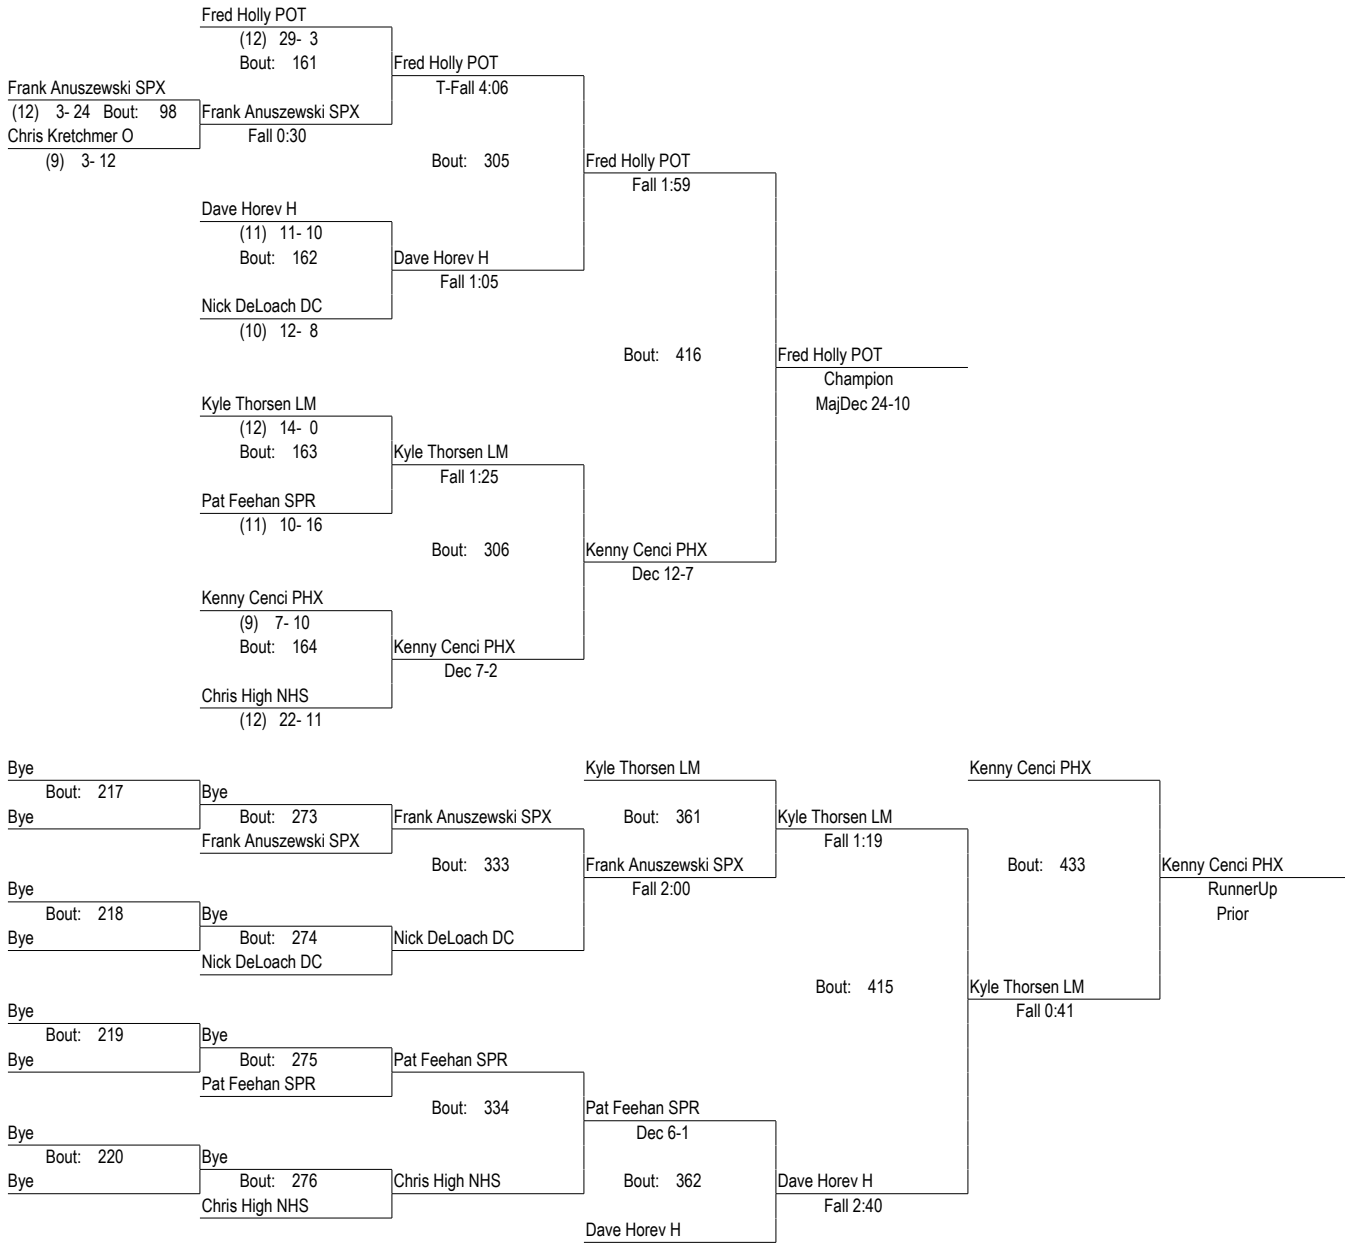 Fred Holly POT
(12) 29- 3
Bout: 161
Fred Holly POT
T-Fall 4:06
Frank Anuszewski SPX
(12) 3- 24 Bout: 98
Frank Anuszewski SPX
Chris Kretchmer O
Fall 0:30
(9) 3- 12
Bout: 305
Fred Holly POT
Fall 1:59
Dave Horev H
(11) 11- 10
Bout: 162
Dave Horev H
Fall 1:05
Nick DeLoach DC
(10) 12- 8
Bout: 416
Fred Holly POT
Champion
MajDec 24-10
Kyle Thorsen LM
(12) 14- 0
Bout: 163
Kyle Thorsen LM
Fall 1:25
Pat Feehan SPR
(11) 10- 16
Bout: 306
Kenny Cenci PHX
Dec 12-7
Kenny Cenci PHX
(9) 7- 10
Bout: 164
Kenny Cenci PHX
Dec 7-2
Chris High NHS
(12) 22- 11
Bye
Kyle Thorsen LM
Kenny Cenci PHX
Bout: 217
Bye
Bye
Bout: 273
Frank Anuszewski SPX
Bout: 361
Kyle Thorsen LM
Frank Anuszewski SPX
Fall 1:19
Bout: 333
Frank Anuszewski SPX
Bout: 433
Kenny Cenci PHX
Bye
Fall 2:00
RunnerUp
Bout: 218
Bye
Prior
Bye
Bout: 274
Nick DeLoach DC
Nick DeLoach DC
Bout: 415
Kyle Thorsen LM
Bye
Fall 0:41
Bout: 219
Bye
Bye
Bout: 275
Pat Feehan SPR
Pat Feehan SPR
Bout: 334
Pat Feehan SPR
Bye
Dec 6-1
Bout: 220
Bye
Bye
Bout: 276
Chris High NHS
Bout: 362
Dave Horev H
Chris High NHS
Fall 2:40
Dave Horev H